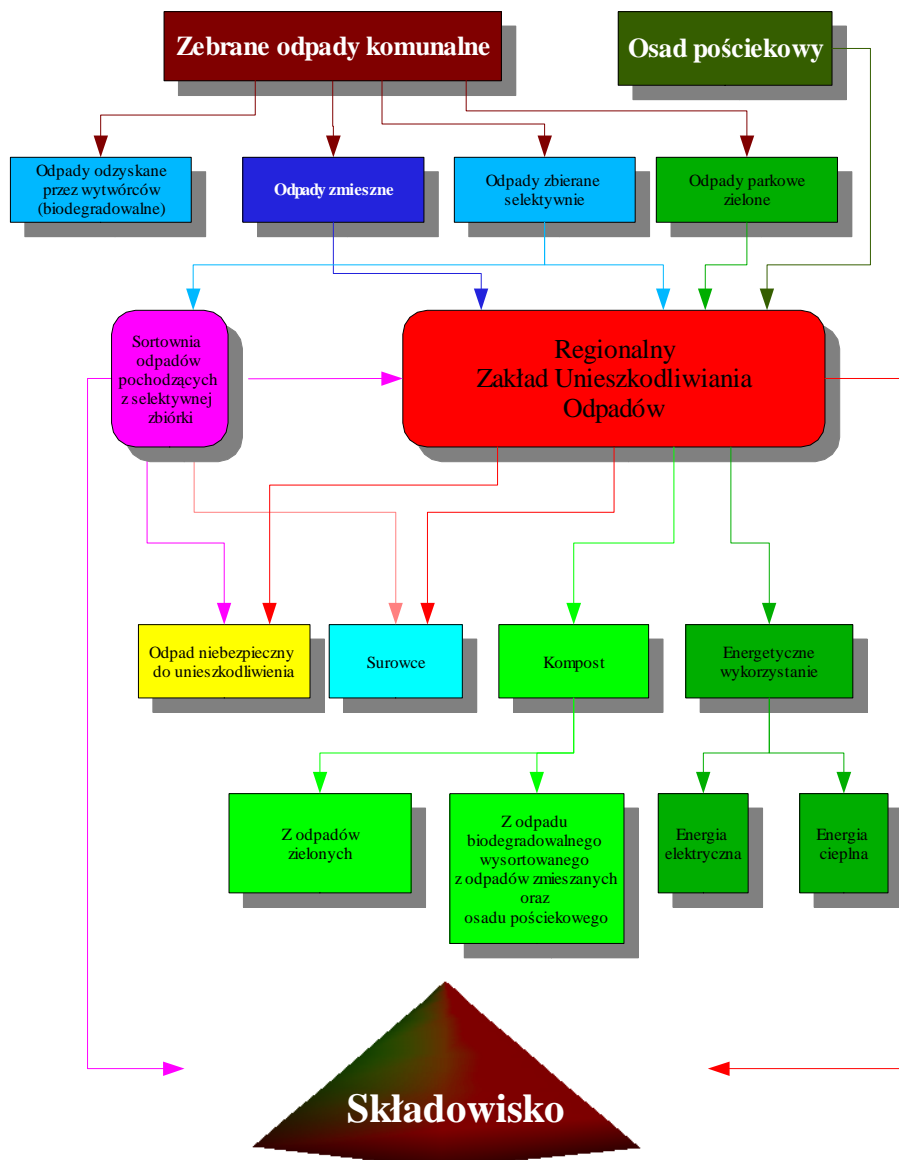 Zebrane odpady komunalne
Osad pościekowy
Odpady odzyskane
przez wytwórców
(biodegradowalne)
Odpady zmieszne
Odpady zbierane
selektywnie
Odpady parkowe
zielone
Sortownia
odpadów
pochodzących
z selektywnej
zbiórki
Regionalny
Zakład Unieszkodliwiania
Odpadów
Odpad niebezpieczny
do unieszkodliwienia
Surowce
Kompost
Energetyczne
wykorzystanie
Z odpadów
zielonych
Z odpadu
biodegradowalnego
wysortowanego
z odpadów zmieszanych
oraz
osadu pościekowego
Energia
elektryczna
Energia
cieplna
Składowisko